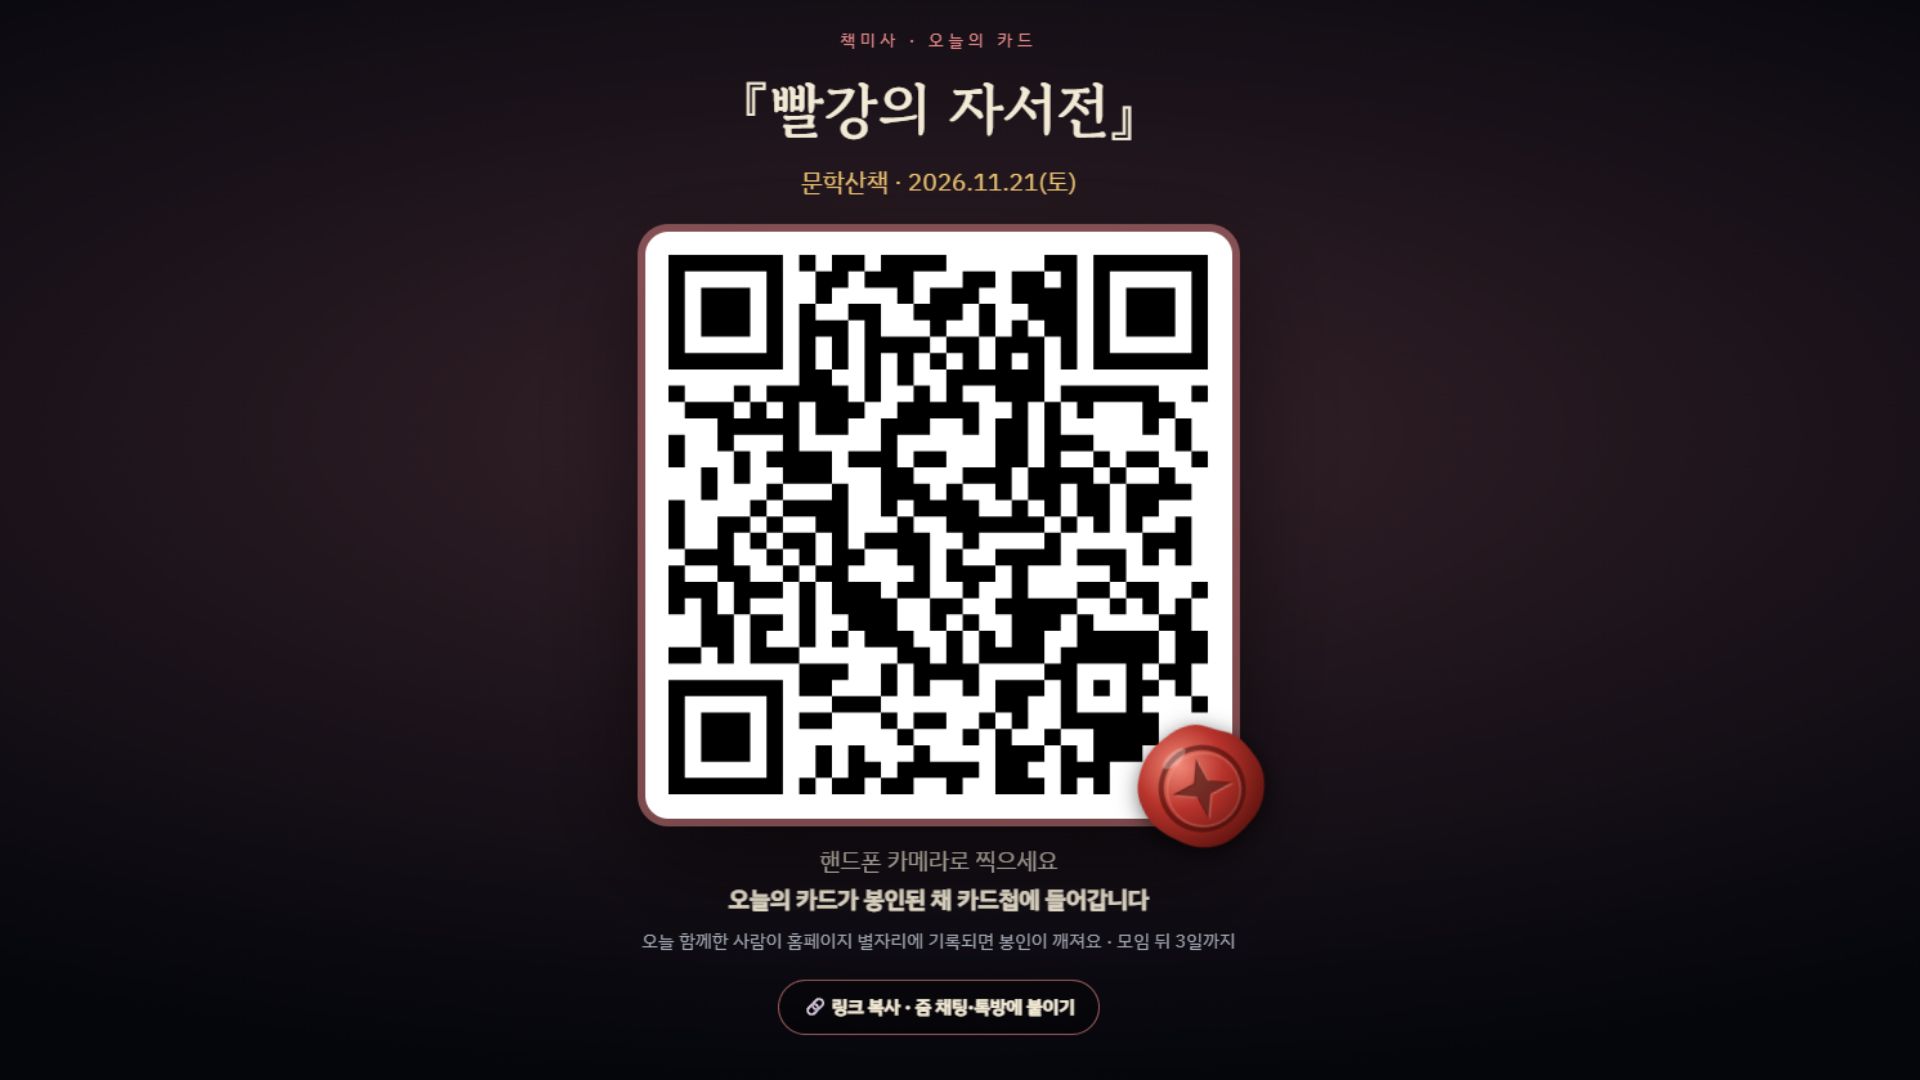 책미사 · 오늘의 카드
『빨강의 자서전』
문학산책 · 2026.11.21(토)
핸드폰 카메라로 찍으세요
오늘의 카드가 봉인된 채 카드첩에 들어갑니다
오늘 함께한 사람이 홈페이지 별자리에 기록되면 봉인이 깨져요 · 모임 뒤 3일까지
링크 복사 · 줌 채팅·톡방에 붙이기